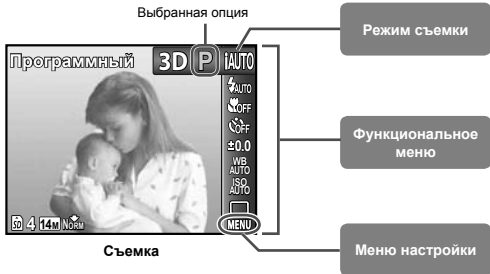 Выбранная опция
Режим съемки
Программный 3D P iAUTO
AUTO
OFF
OFF
±0.0
WB
AUTO
ISO
AUTO
Функциональное
меню
SD 4 14M NORM
MENU
Съемка
Меню настройки